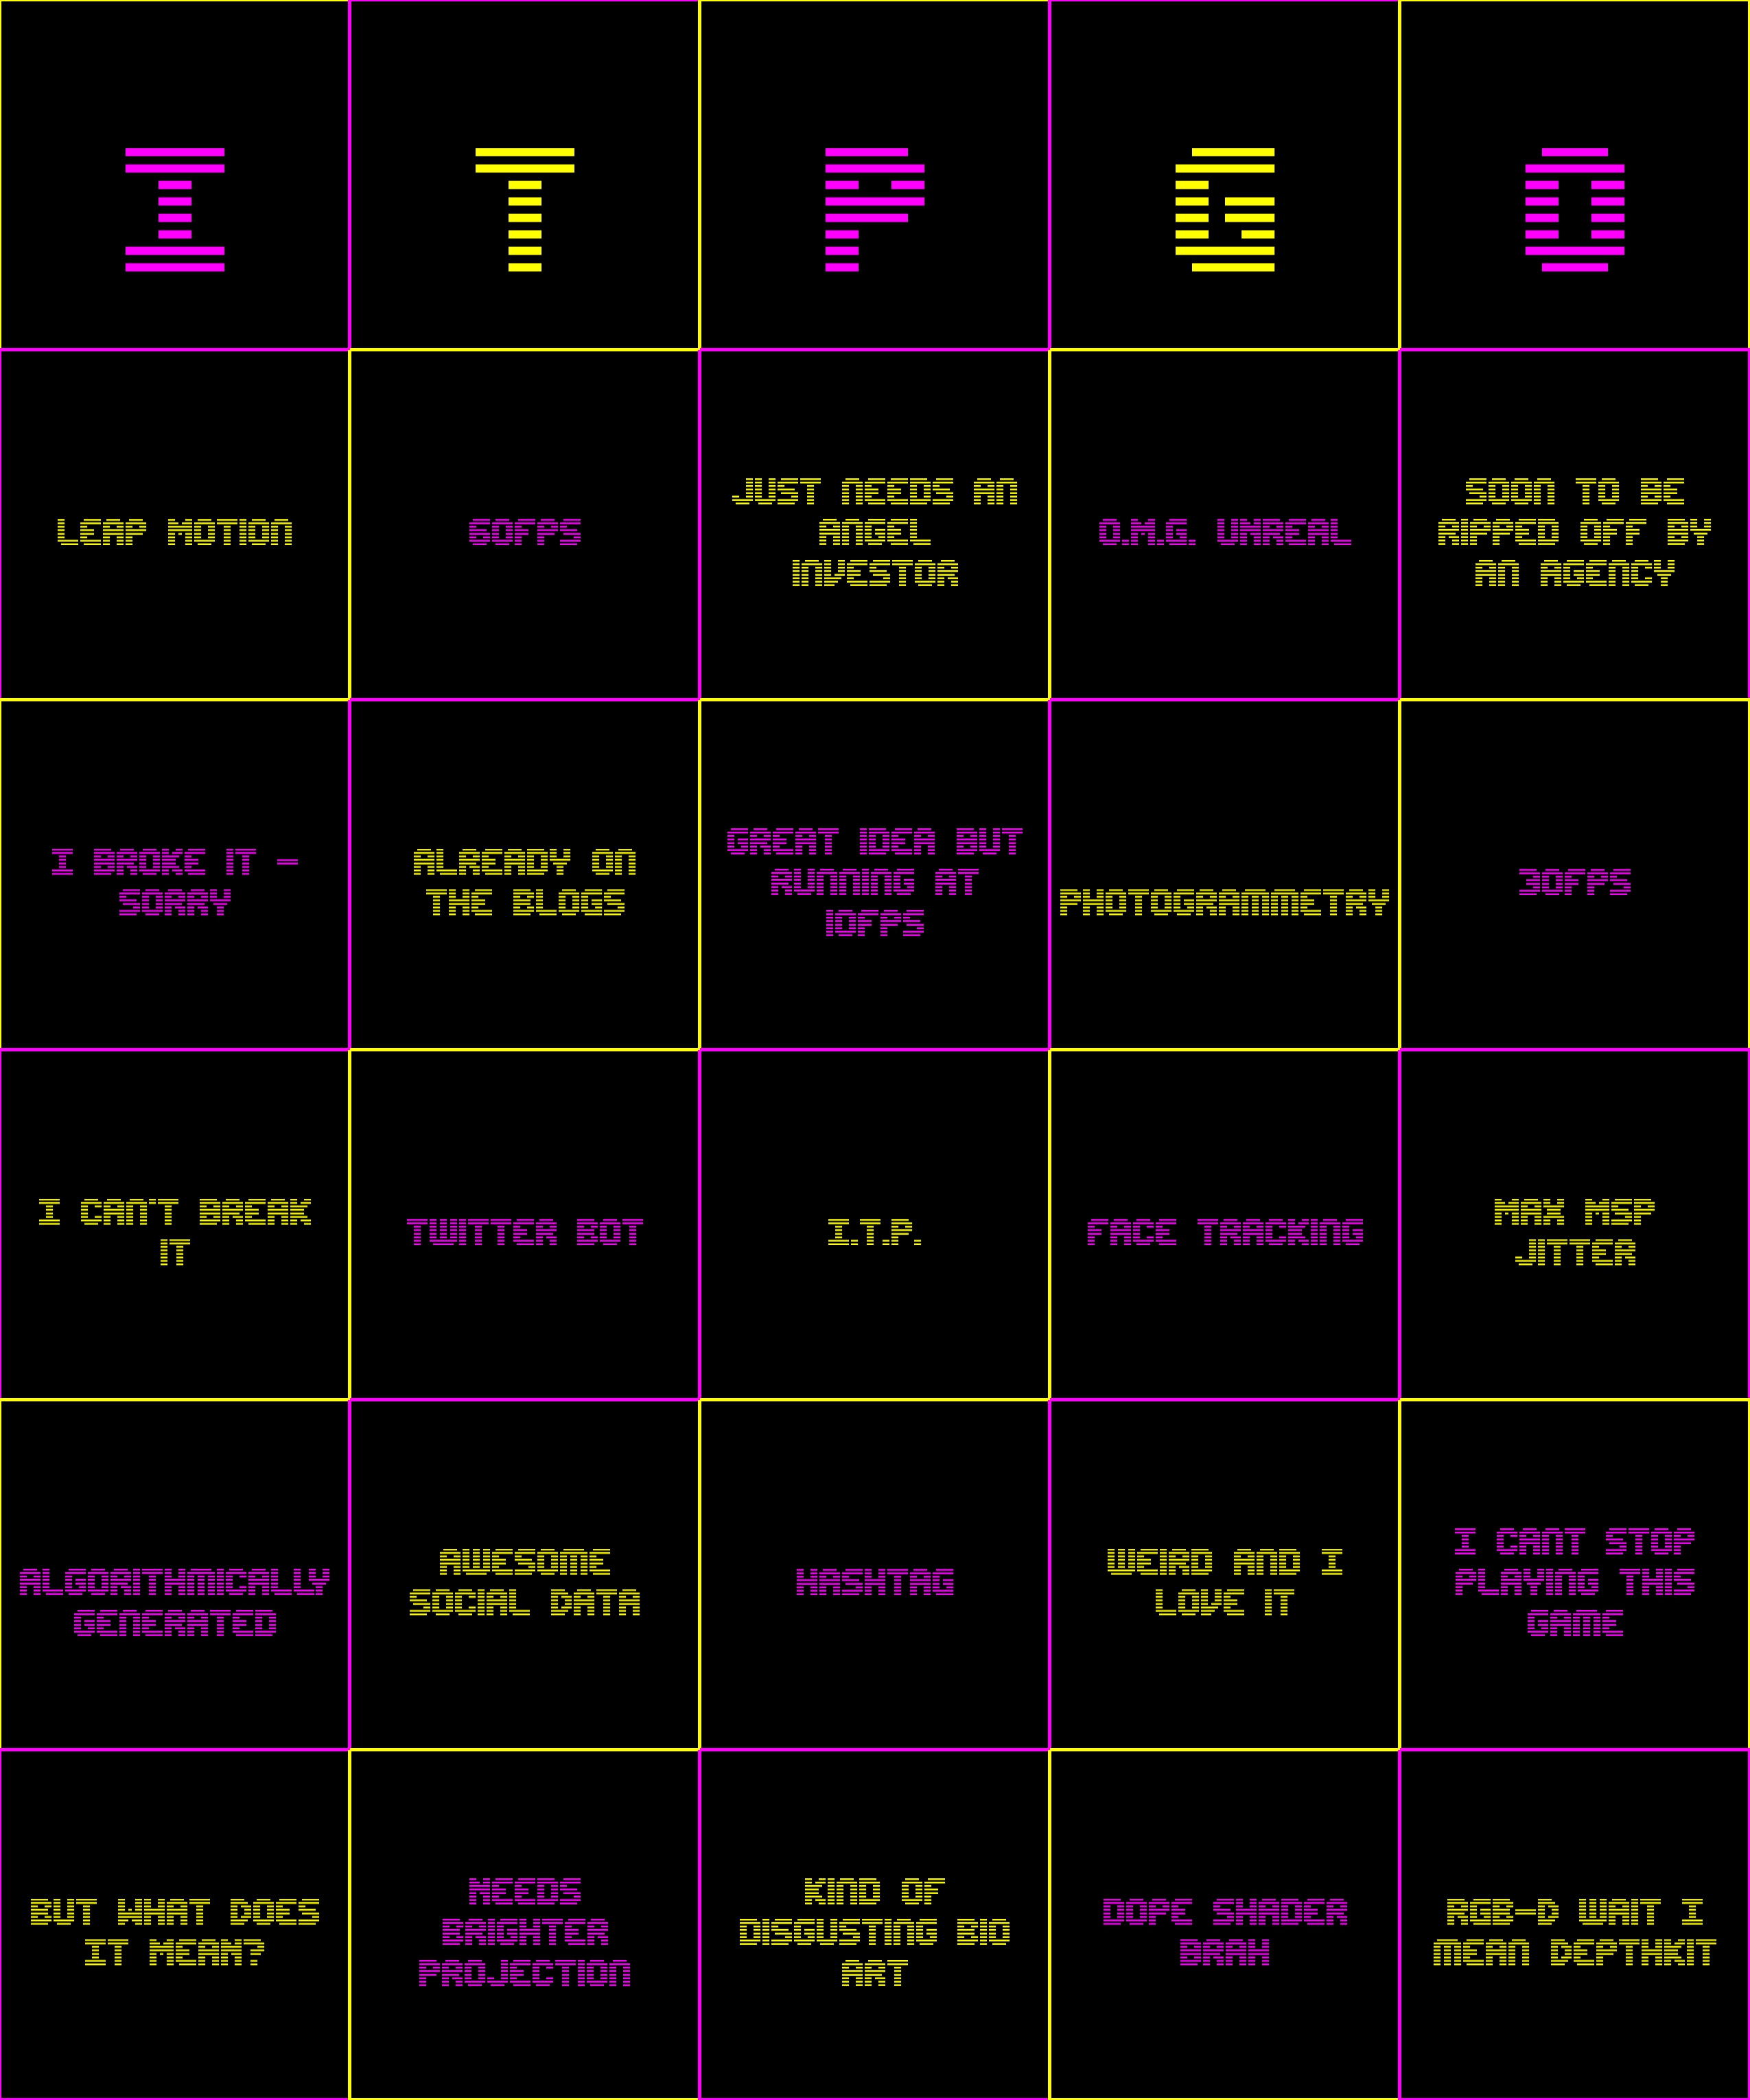 I
T
P
G
O
LEAP MOTION
60FPS
JUST NEEDS AN
ANGEL
INVESTOR
O.M.G. UNREAL
SOON TO BE
RIPPED OFF BY
AN AGENCY
I BROKE IT -
SORRY
ALREADY ON
THE BLOGS
GREAT IDEA BUT
RUNNING AT
10FPS
PHOTOGRAMMETRY
30FPS
I CAN'T BREAK
IT
TWITTER BOT
I.T.P.
FACE TRACKING
MAX MSP
JITTER
ALGORITHMICALLY
GENERATED
AWESOME
SOCIAL DATA
HASHTAG
WEIRD AND I
LOVE IT
I CANT STOP
PLAYING THIS
GAME
BUT WHAT DOES
IT MEAN?
NEEDS
BRIGHTER
PROJECTION
KIND OF
DISGUSTING BIO
ART
DOPE SHADER
BRAH
RGB-D WAIT I
MEAN DEPTHKIT